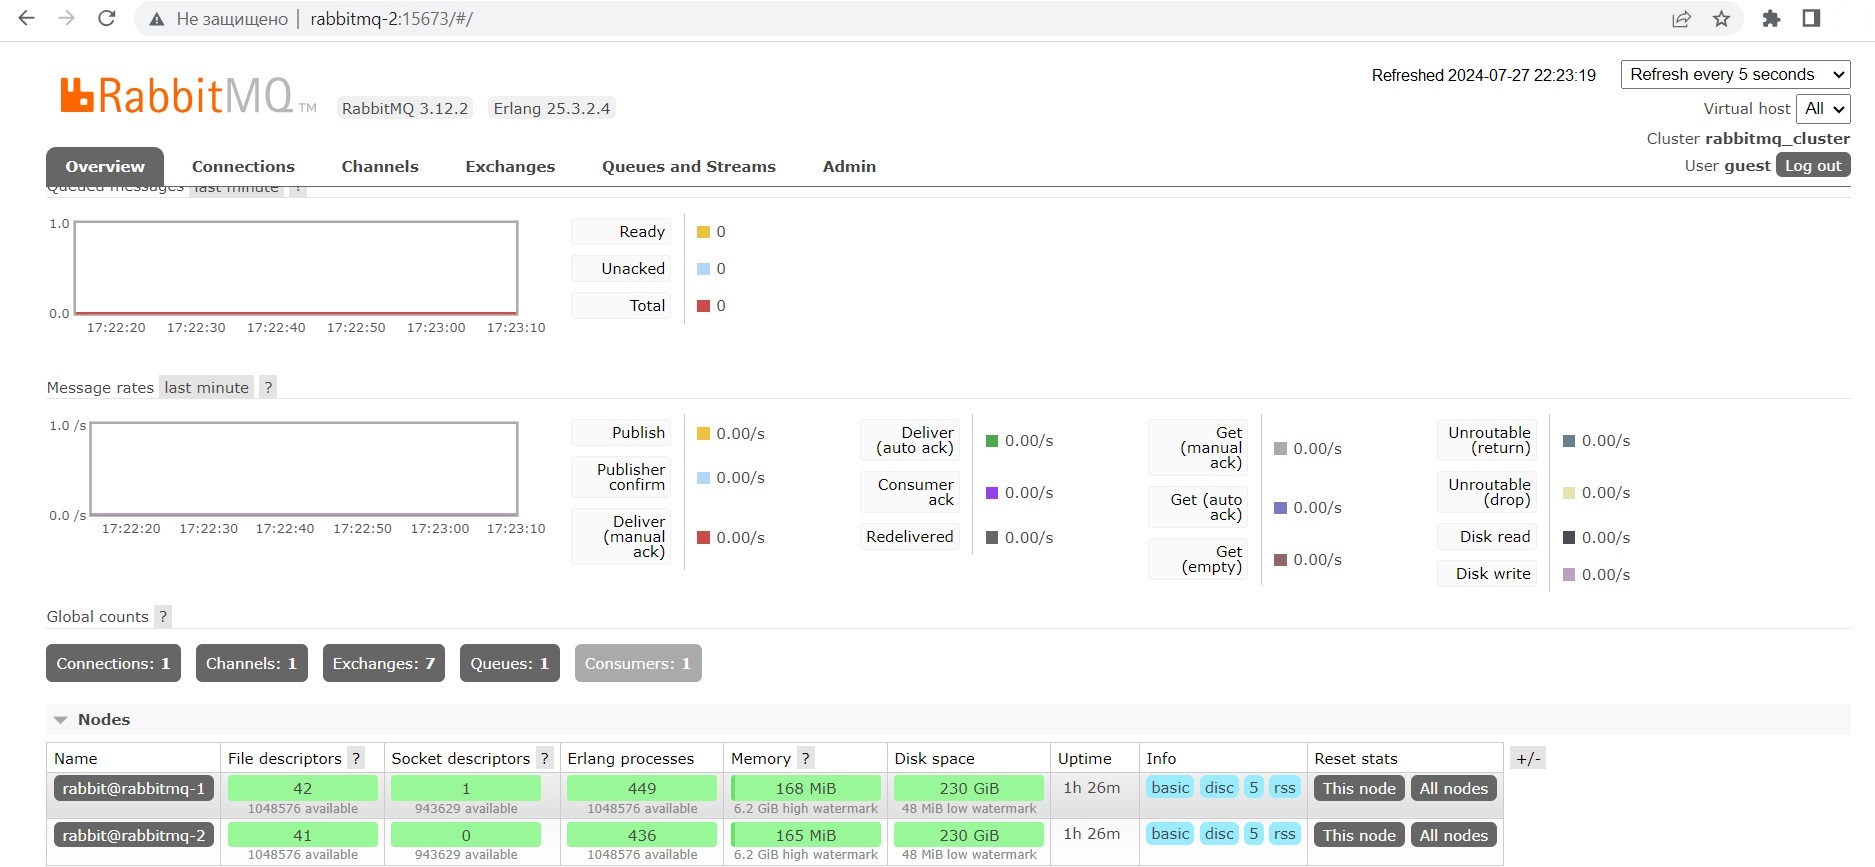 Не защищено | rabbitmq-2:15673/#/
RabbitMQ TM
RabbitMQ 3.12.2 Erlang 25.3.2.4
Refreshed 2024-07-27 22:23:19 Refresh every 5 seconds
Virtual host All
Cluster rabbitmq_cluster
User guest Log out
Overview Connections Channels Exchanges Queues and Streams Admin
Queued messages last minute ?
1.0
0.0
17:22:20 17:22:30 17:22:40 17:22:50 17:23:00 17:23:10
Ready 0
Unacked 0
Total 0
Message rates last minute ?
1.0 /s
0.0 /s
17:22:20 17:22:30 17:22:40 17:22:50 17:23:00 17:23:10
Publish 0.00/s
Publisher
confirm 0.00/s
Deliver
(manual
ack) 0.00/s
Deliver
(auto ack) 0.00/s
Consumer
ack 0.00/s
Redelivered 0.00/s
Get
(manual
ack) 0.00/s
Get (auto
ack) 0.00/s
Get
(empty) 0.00/s
Unroutable
(return) 0.00/s
Unroutable
(drop) 0.00/s
Disk read 0.00/s
Disk write 0.00/s
Global counts ?
Connections: 1 Channels: 1 Exchanges: 7 Queues: 1 Consumers: 1
Nodes
Name File descriptors ? Socket descriptors ? Erlang processes Memory ? Disk space Uptime Info Reset stats +/-
rabbit@rabbitmq-1 42 1 449 168 MiB 230 GiB 1h 26m basic disc 5 rss This node All nodes
1048576 available 943629 available 1048576 available 6.2 GiB high watermark 48 MiB low watermark
rabbit@rabbitmq-2 41 0 436 165 MiB 230 GiB 1h 26m basic disc 5 rss This node All nodes
1048576 available 943629 available 1048576 available 6.2 GiB high watermark 48 MiB low watermark